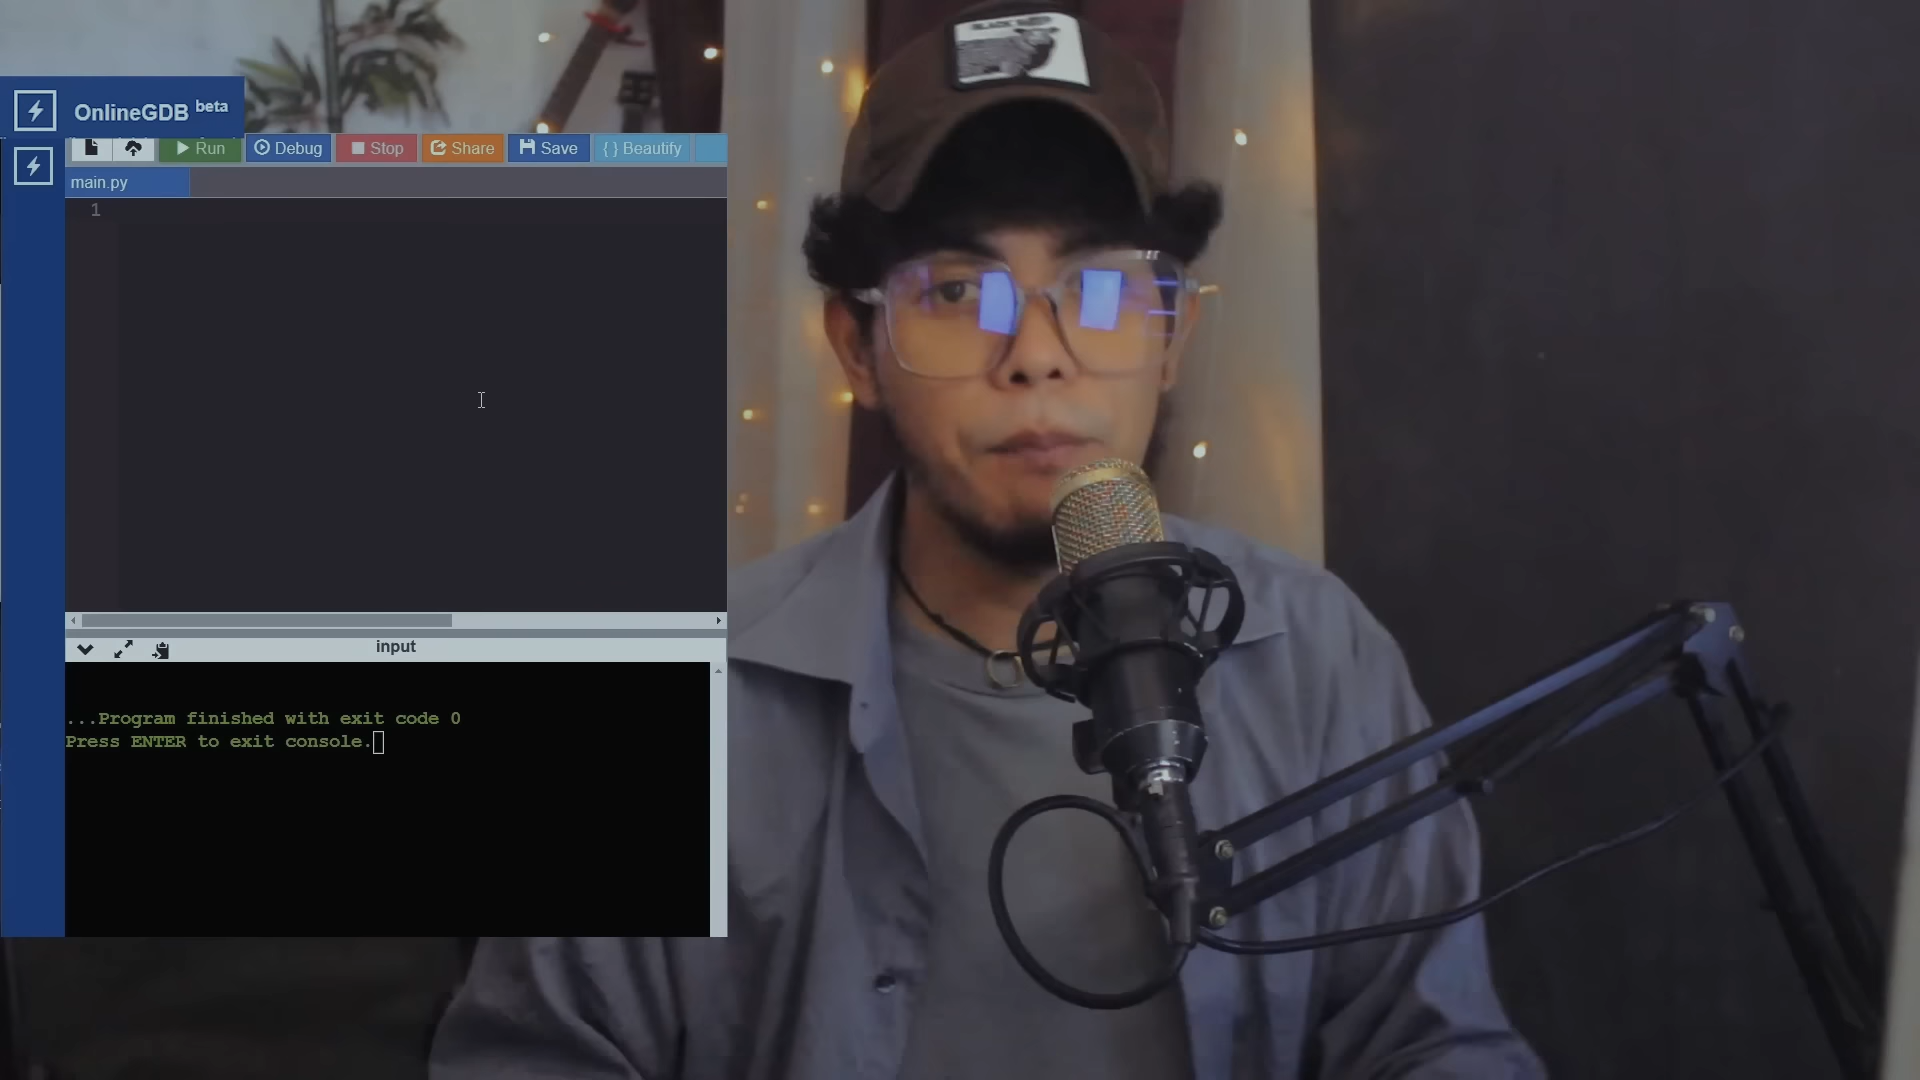 OnlineGDB beta
Run Debug Stop Share Save { } Beautify
main.py
1
input
...Program finished with exit code 0
Press ENTER to exit console.